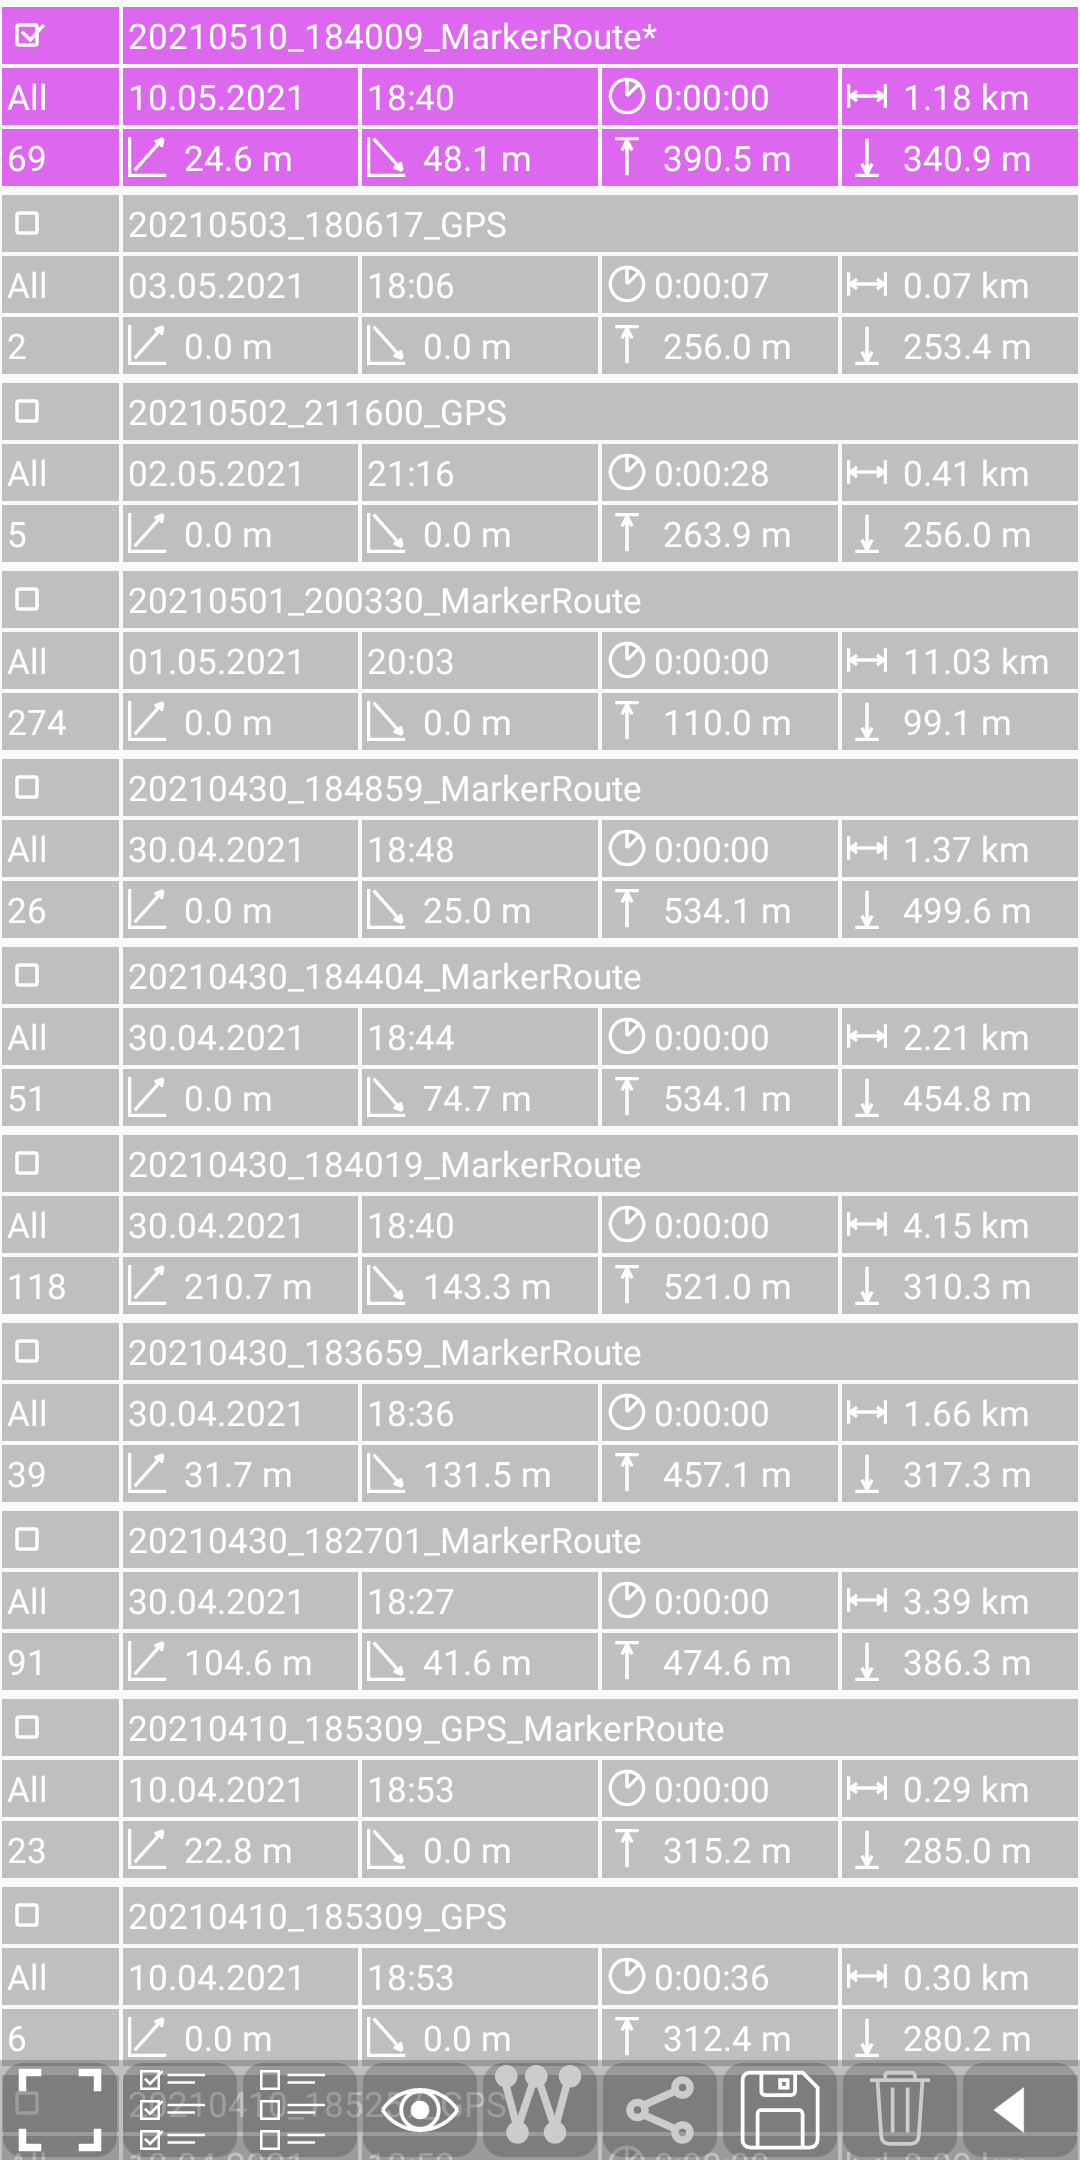 20210510_184009_MarkerRoute*
All 10.05.2021 18:40 0:00:00 1.18 km
69 24.6 m 48.1 m 390.5 m 340.9 m
20210503_180617_GPS
All 03.05.2021 18:06 0:00:07 0.07 km
2 0.0 m 0.0 m 256.0 m 253.4 m
20210502_211600_GPS
All 02.05.2021 21:16 0:00:28 0.41 km
5 0.0 m 0.0 m 263.9 m 256.0 m
20210501_200330_MarkerRoute
All 01.05.2021 20:03 0:00:00 11.03 km
274 0.0 m 0.0 m 110.0 m 99.1 m
20210430_184859_MarkerRoute
All 30.04.2021 18:48 0:00:00 1.37 km
26 0.0 m 25.0 m 534.1 m 499.6 m
20210430_184404_MarkerRoute
All 30.04.2021 18:44 0:00:00 2.21 km
51 0.0 m 74.7 m 534.1 m 454.8 m
20210430_184019_MarkerRoute
All 30.04.2021 18:40 0:00:00 4.15 km
118 210.7 m 143.3 m 521.0 m 310.3 m
20210430_183659_MarkerRoute
All 30.04.2021 18:36 0:00:00 1.66 km
39 31.7 m 131.5 m 457.1 m 317.3 m
20210430_182701_MarkerRoute
All 30.04.2021 18:27 0:00:00 3.39 km
91 104.6 m 41.6 m 474.6 m 386.3 m
20210410_185309_GPS_MarkerRoute
All 10.04.2021 18:53 0:00:00 0.29 km
23 22.8 m 0.0 m 315.2 m 285.0 m
20210410_185309_GPS
All 10.04.2021 18:53 0:00:36 0.30 km
6 0.0 m 0.0 m 312.4 m 280.2 m